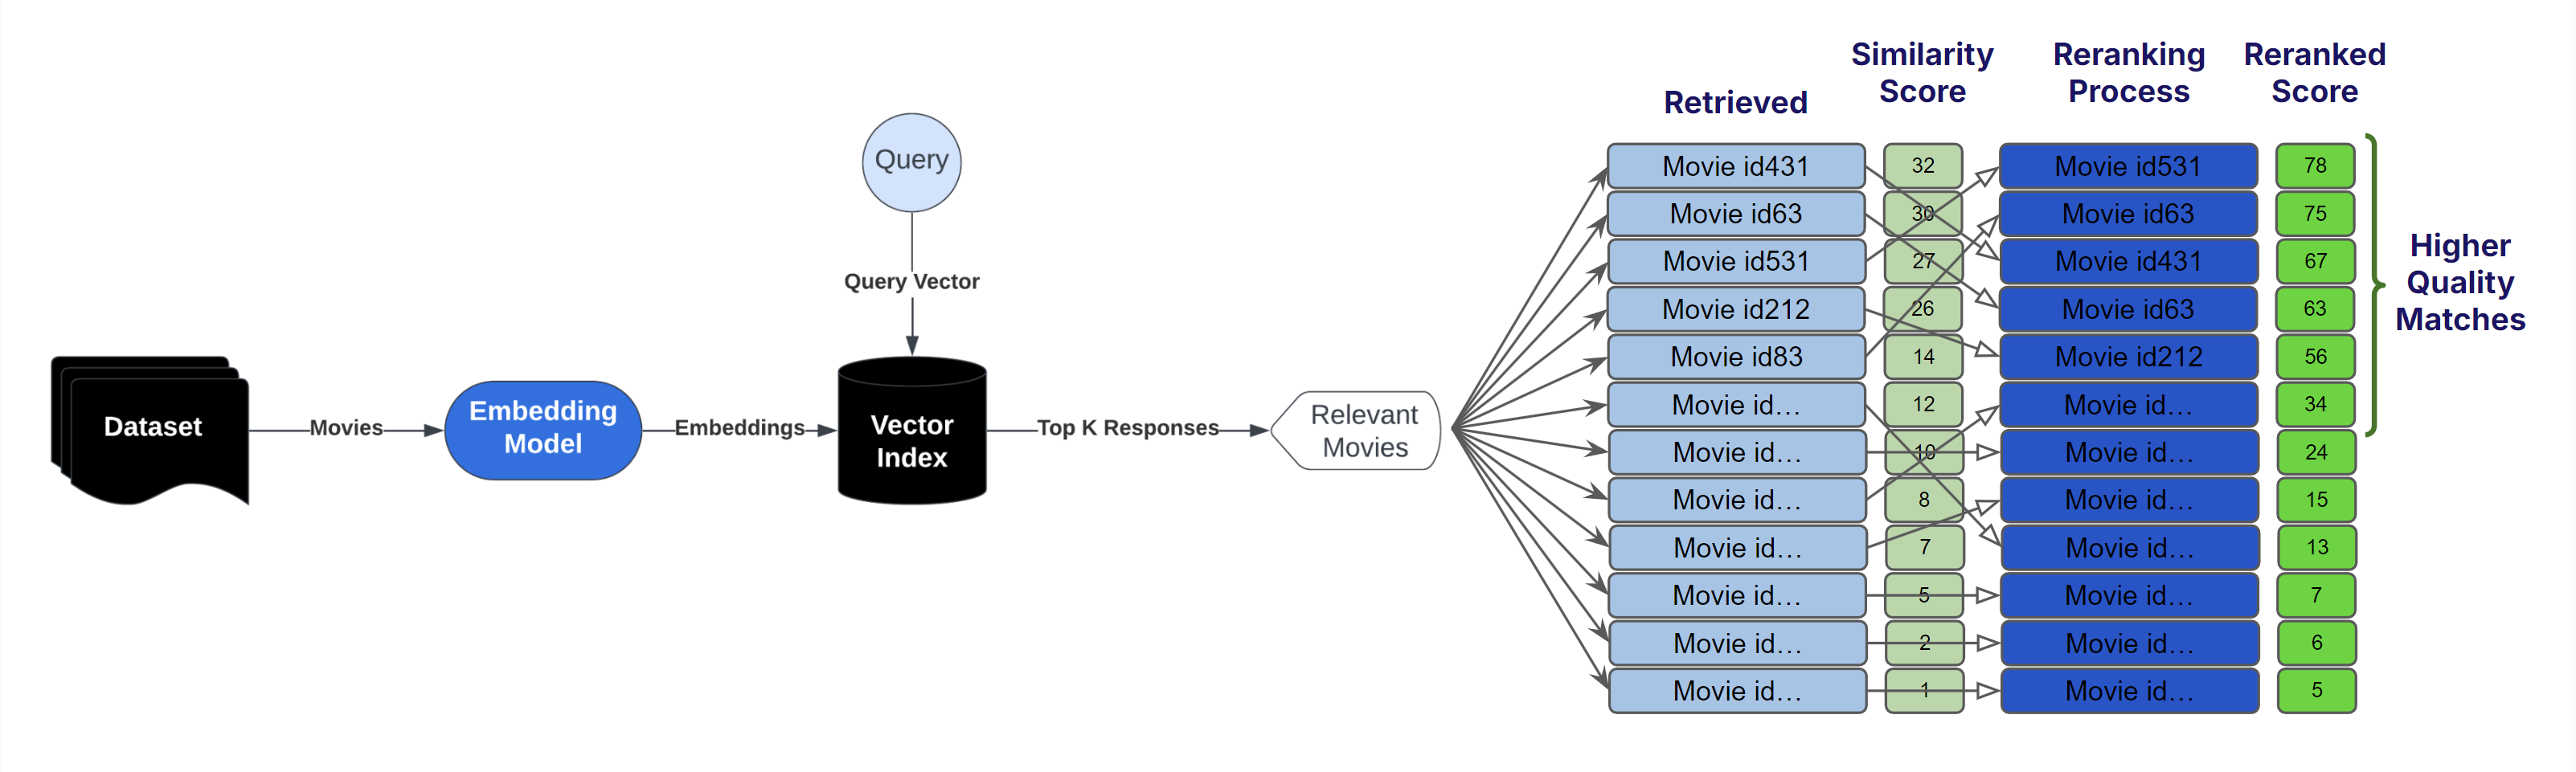 Similarity
Score
Reranking
Process
Reranked
Score
Retrieved
Query
Query Vector
Dataset
Movies
Embedding
Model
Embeddings
Vector
Index
Top K Responses
Relevant
Movies
Movie id431 32 Movie id531 78
Movie id63 30 Movie id63 75
Movie id531 27 Movie id431 67
Movie id212 26 Movie id63 63
Movie id83 14 Movie id212 56
Movie id... 12 Movie id... 34
Movie id... 10 Movie id... 24
Movie id... 8 Movie id... 15
Movie id... 7 Movie id... 13
Movie id... 5 Movie id... 7
Movie id... 2 Movie id... 6
Movie id... 1 Movie id... 5
Higher
Quality
Matches